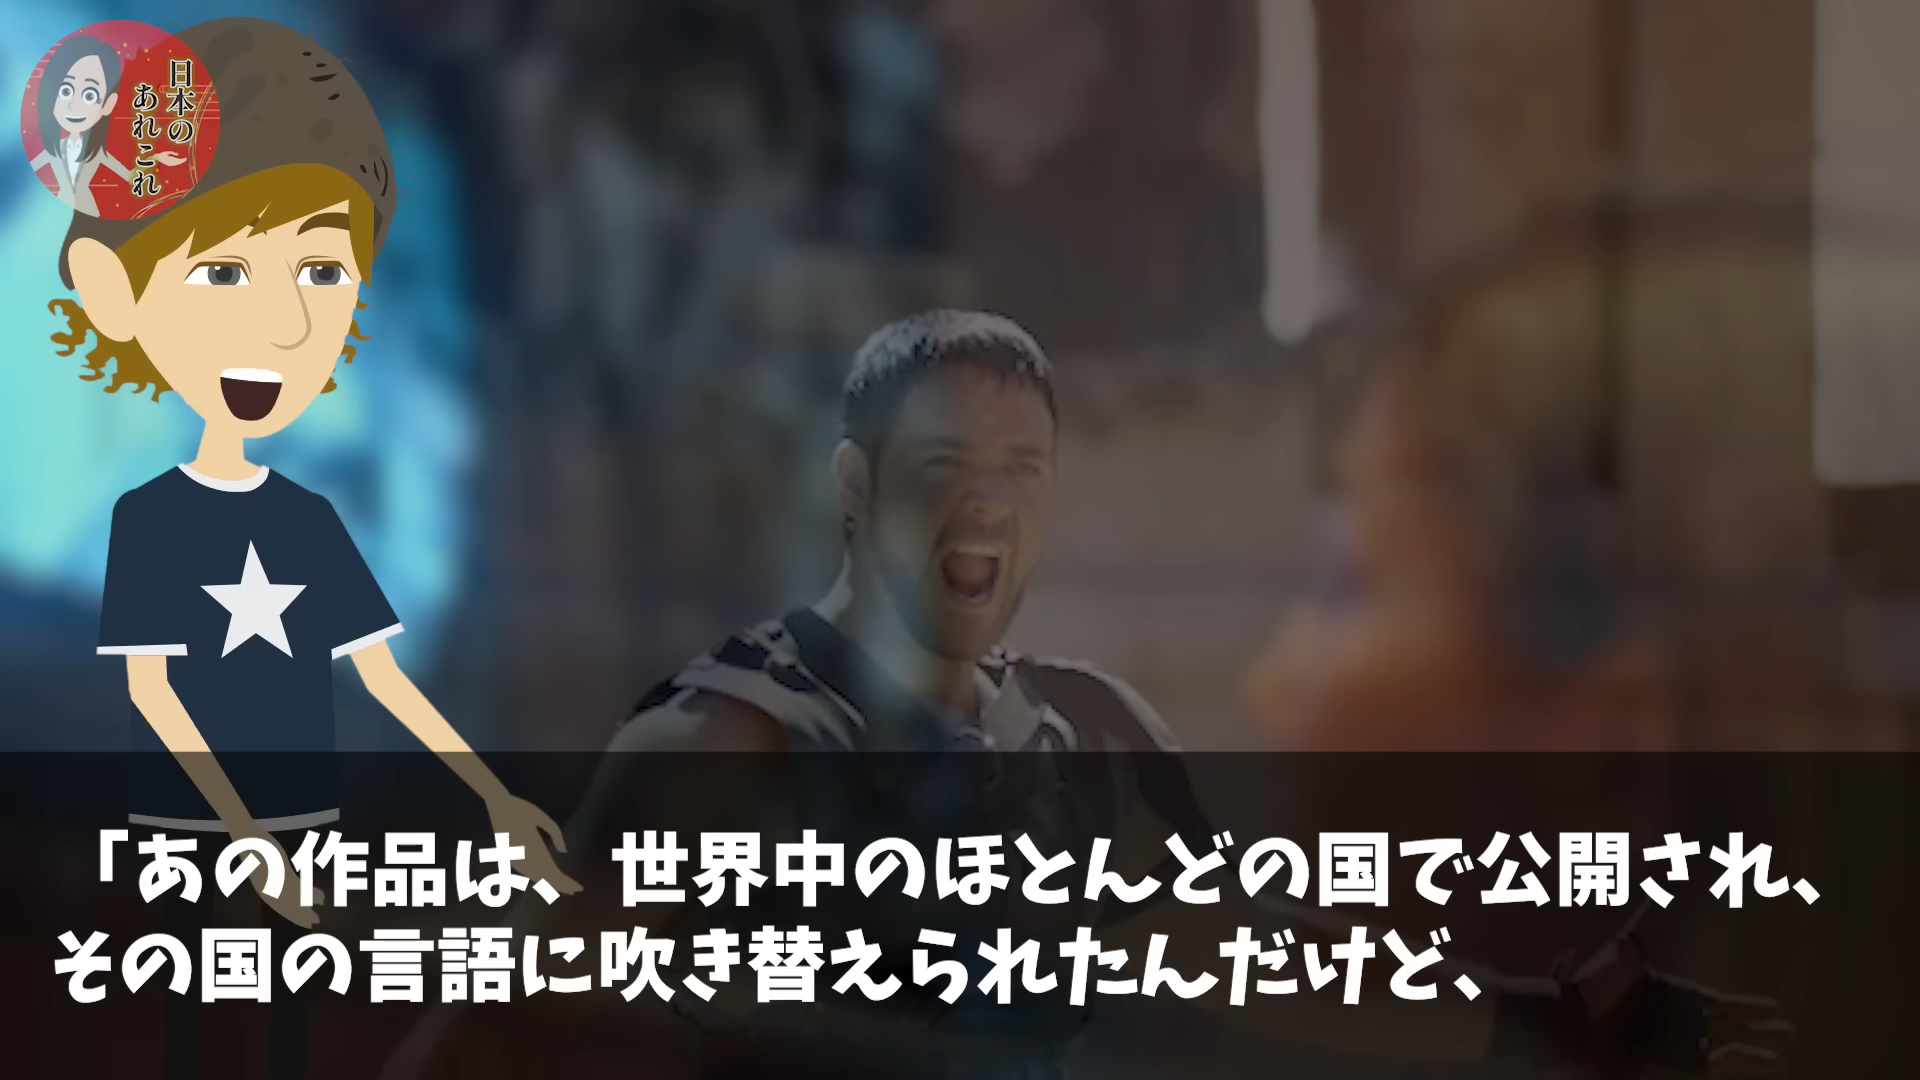 日本の
あれこれ
「あの作品は、世界中のほとんどの国で公開され、
その国の言語に吹き替えられたんだけど、